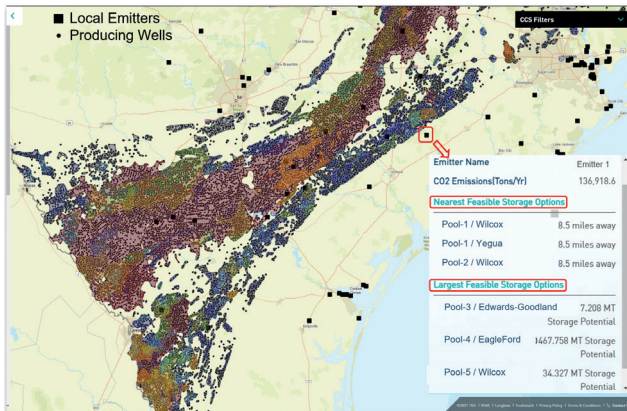 Local Emitters
Producing Wells
CCS Filters
Emitter Name Emitter 1
CO2 Emissions(Tons/Yr) 136,918.6
Nearest Feasible Storage Options
Pool-1 / Wilcox 8.5 miles away
Pool-1 / Yegua 8.5 miles away
Pool-2 / Wilcox 8.5 miles away
Largest Feasible Storage Options
Pool-3 / Edwards-Goodland 7.208 MT
Storage Potential
Pool-4 / EagleFord 467.758 MT Storage
Potential
Pool-5 / Wilcox 34.327 MT Storage
Potential